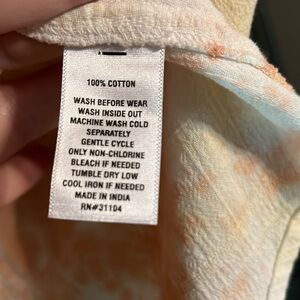 100% COTTON
WASH BEFORE WEAR
WASH INSIDE OUT
MACHINE WASH COLD
SEPARATELY
GENTLE CYCLE
ONLY NON-CHLORINE
BLEACH IF NEEDED
TUMBLE DRY LOW
COOL IRON IF NEEDED
MADE IN INDIA
RN#31104